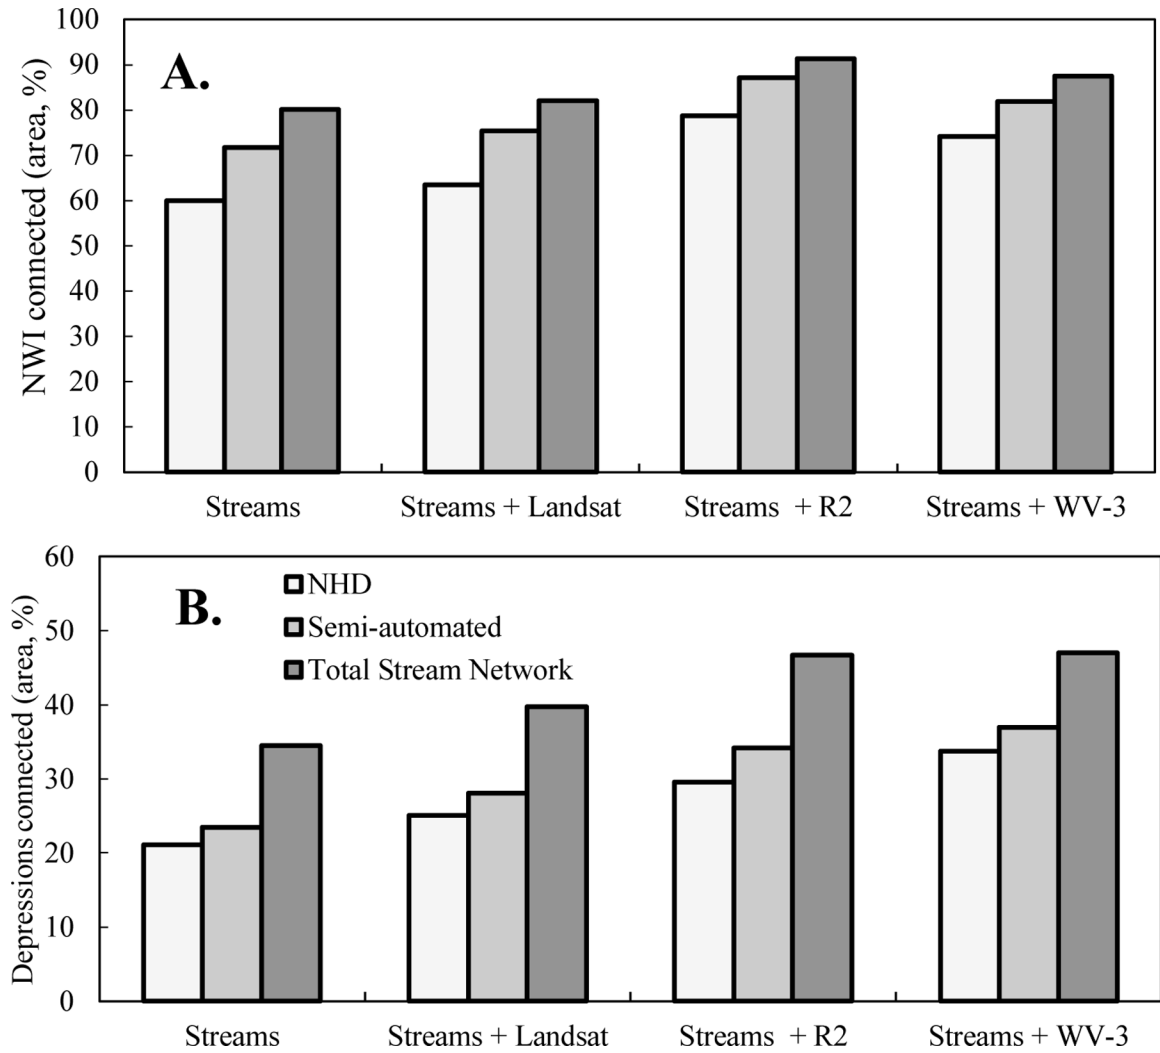 100
90
80
70
60
50
40
30
20
10
0
NWI connected (area, %)
A.
Streams
Streams + Landsat
Streams + R2
Streams + WV-3
60
50
40
30
20
10
0
Depressions connected (area, %)
B.
NHD
Semi-automated
Total Stream Network
Streams
Streams + Landsat
Streams + R2
Streams + WV-3